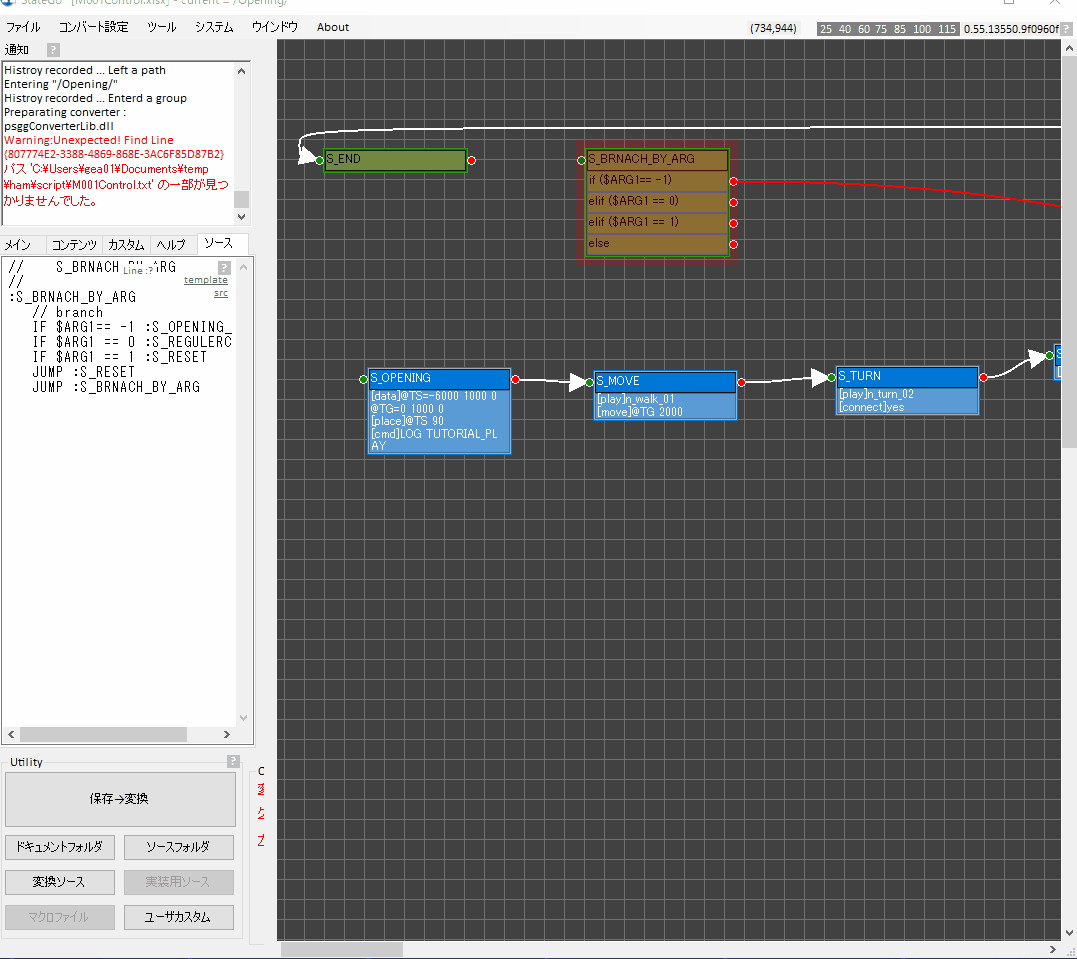 StateGo - [M001Control.xlsx] - current = /Opening/
ファイル コンバート設定 ツール システム ウインドウ About
(734,944) 25 40 60 75 85 100 115 0.55.13550.9f0960f ?
通知 ?
Histroy recorded ... Left a path
Entering "/Opening/"
Histroy recorded ... Enterd a group
Preparating converter :
psggConverterLib.dll
Warning:Unexpected! Find Line
{807774E2-3388-4869-868E-3AC6F85D87B2}
パス 'C:¥Users¥gea01¥Documents¥temp
¥ham¥script¥M001Control.txt' の一部が見つ
かりませんでした。
メイン コンテンツ カスタム ヘルプ ソース
// S_BRNACH_BY_ARG
Line :? ?
//
template
:S_BRNACH_BY_ARG
src
// branch
IF $ARG1== -1 :S_OPENING_
IF $ARG1 == 0 :S_REGULERC
IF $ARG1 == 1 :S_RESET
JUMP :S_RESET
JUMP :S_BRNACH_BY_ARG
Utility ?
保存→変換
ドキュメントフォルダ ソースフォルダ
変換ソース 実装用ソース
マクロファイル ユーザカスタム
S_END
S_BRNACH_BY_ARG
if ($ARG1== -1)
elif ($ARG1 == 0)
elif ($ARG1 == 1)
else
S_OPENING
[data]@TS=-6000 1000 0
@TG=0 1000 0
[place]@TS 90
[cmd]LOG TUTORIAL_PL
AY
S_MOVE
[play]n_walk_01
[move]@TG 2000
S_TURN
[play]n_turn_02
[connect]yes